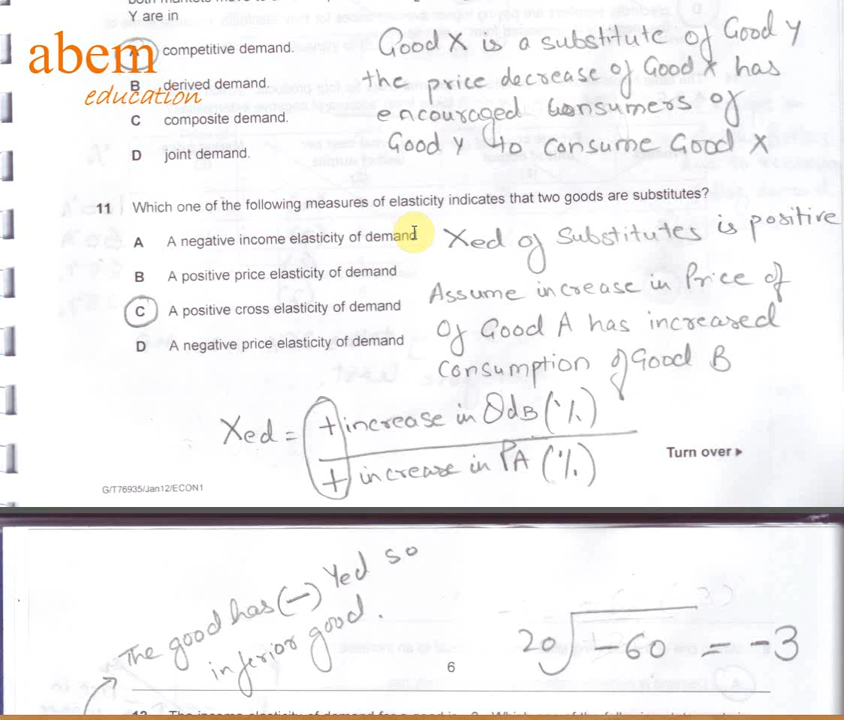 Y are in
abem
education
A competitive demand.
B derived demand.
C composite demand.
D joint demand.
Good X is a substitute of Good Y
the price decrease of Good X has
encouraged consumers of
Good Y to consume Good X
11 Which one of the following measures of elasticity indicates that two goods are substitutes?
A A negative income elasticity of demand
B A positive price elasticity of demand
C A positive cross elasticity of demand
D A negative price elasticity of demand
Xed of Substitutes is positive
Assume increase in Price of
of Good A has increased
consumption of Good B
Xed = + increase in QdB (%)
+ increase in PA (%)
Turn over ▸
G/T76935/Jan12/ECON1
The good has (−) Yed so
inferior good.
20 −60 = −3
6